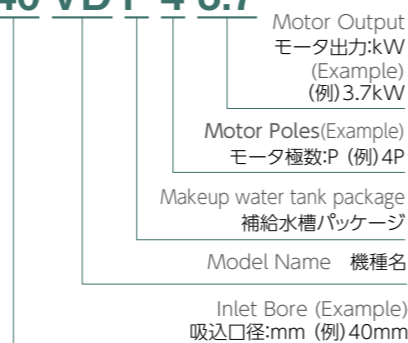 40 VD 4 3.7
Motor Output
モータ出力:kW
(Example)
(例)3.7kW
Motor Poles(Example)
モータ極数:P (例)4P
Makeup water tank package
補給水槽パッケージ
Model Name 機種名
Inlet Bore (Example)
吸込口径:mm (例)40mm